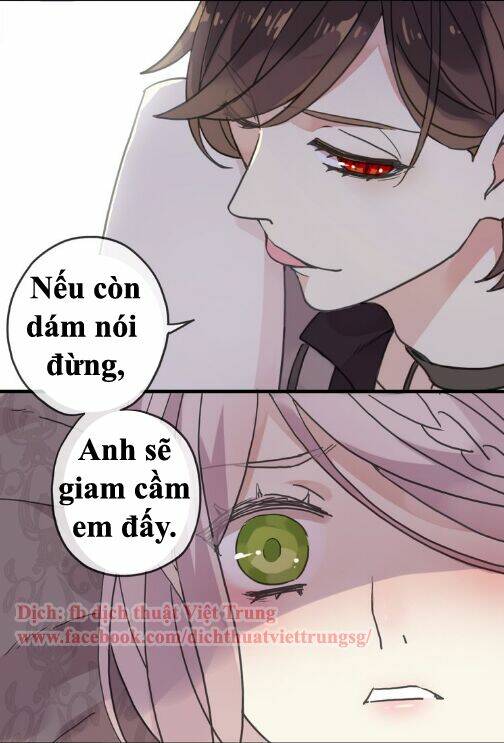 Nếu còn
dám nói
đừng,
Anh sẽ
giam cầm
em đấy.
Dịch: fb dịch thuật Việt Trung
www.facebook.com/dichthuatviettrungsg/